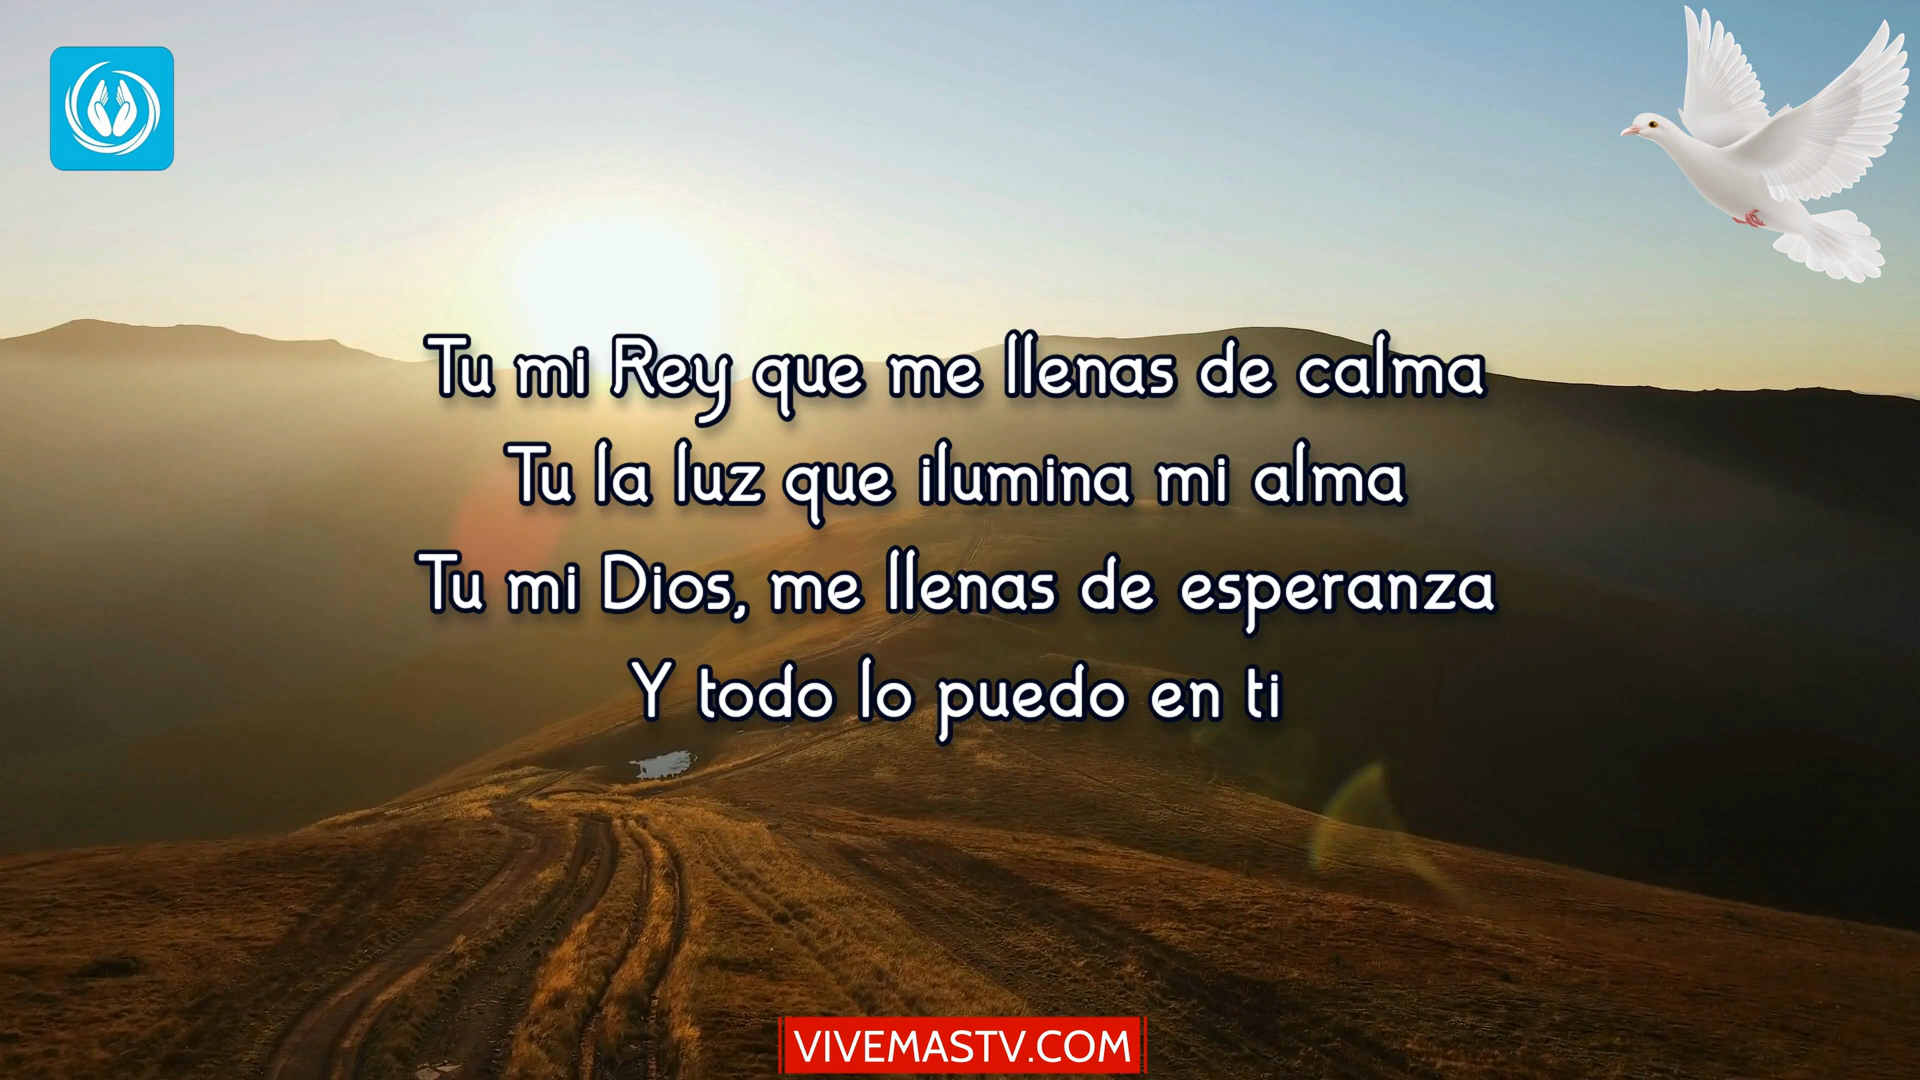 Tu mi Rey que me llenas de calma
Tu la luz que ilumina mi alma
Tu mi Dios, me llenas de esperanza
Y todo lo puedo en ti
VIVEMASTV.COM